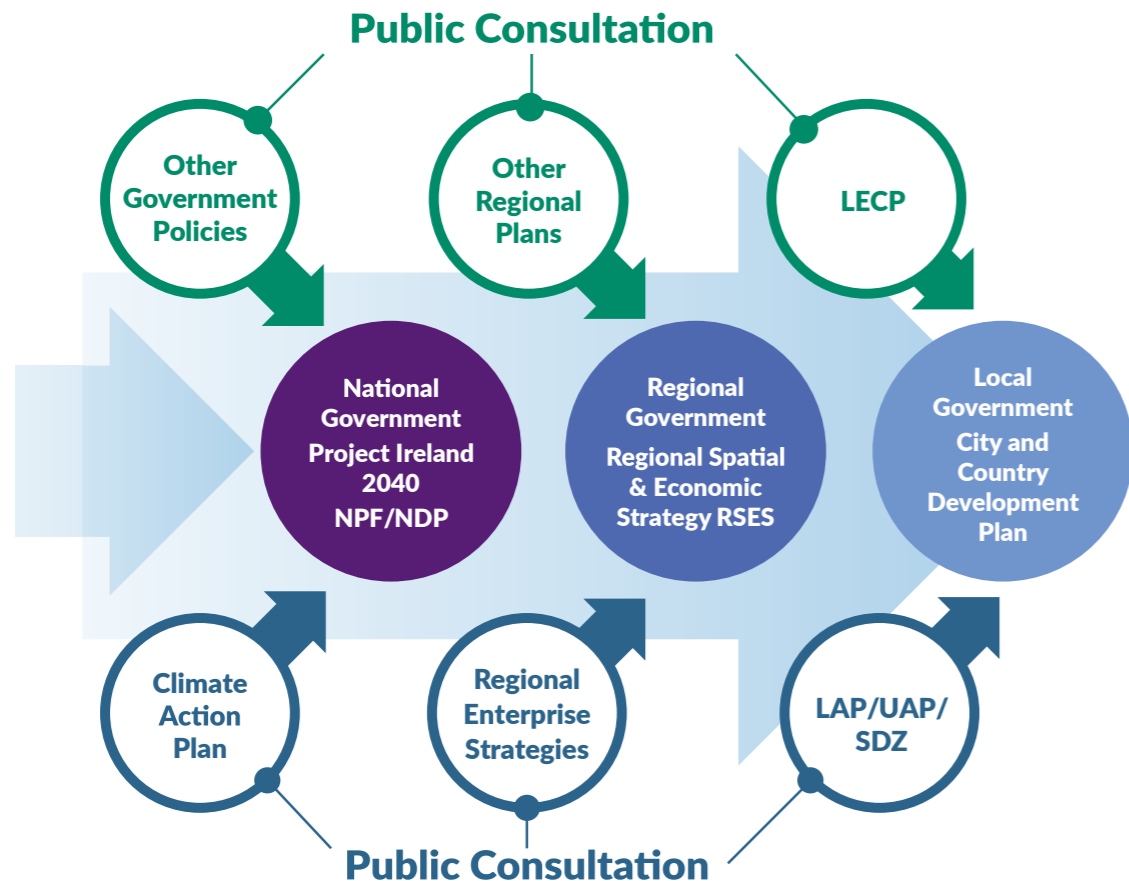 Public Consultation
Other
Government
Policies
Other
Regional
Plans
LECP
National
Government
Project Ireland
2040
NPF/NDP
Regional
Government
Regional Spatial
& Economic
Strategy RSES
Local
Government
City and
Country
Development
Plan
Climate
Action
Plan
Regional
Enterprise
Strategies
LAP/UAP/
SDZ
Public Consultation